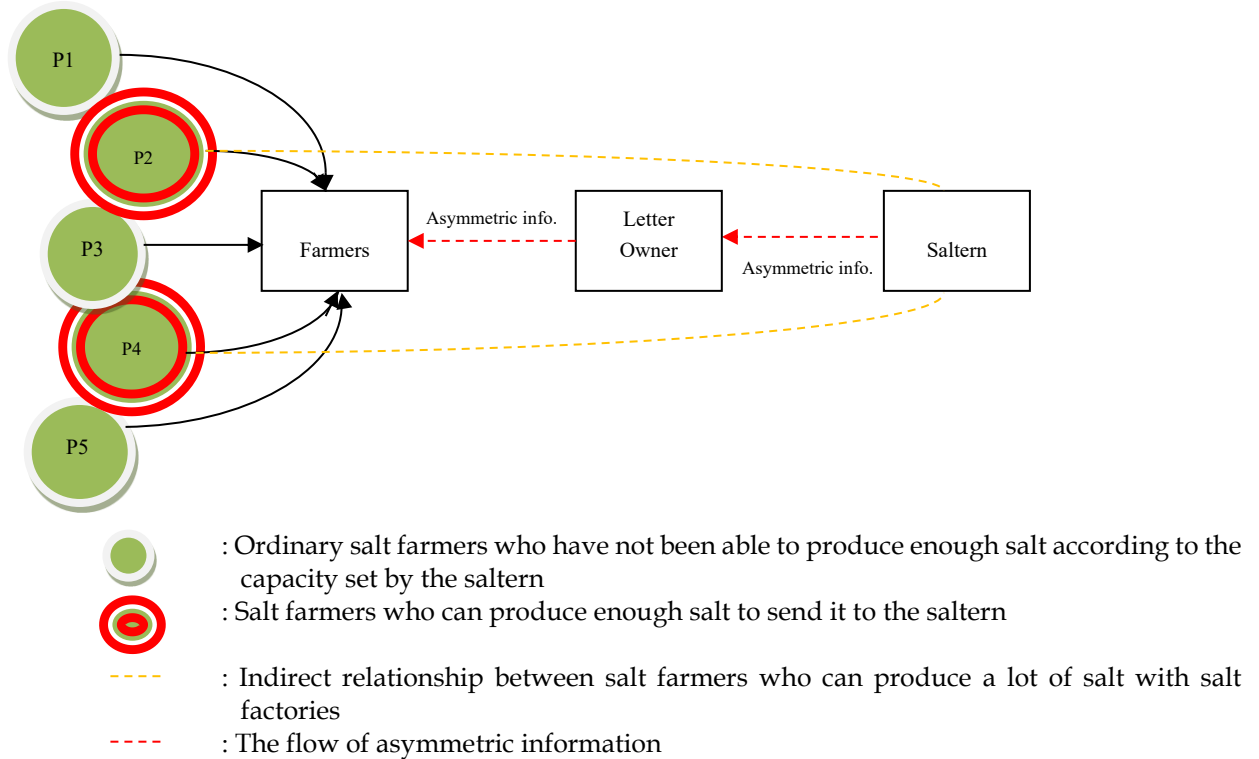 P1
P2
P3
P4
P5
Farmers
Asymmetric info.
Letter
Owner
Asymmetric info.
Saltern
: Ordinary salt farmers who have not been able to produce enough salt according to the
capacity set by the saltern
: Salt farmers who can produce enough salt to send it to the saltern
: Indirect relationship between salt farmers who can produce a lot of salt with salt
factories
: The flow of asymmetric information